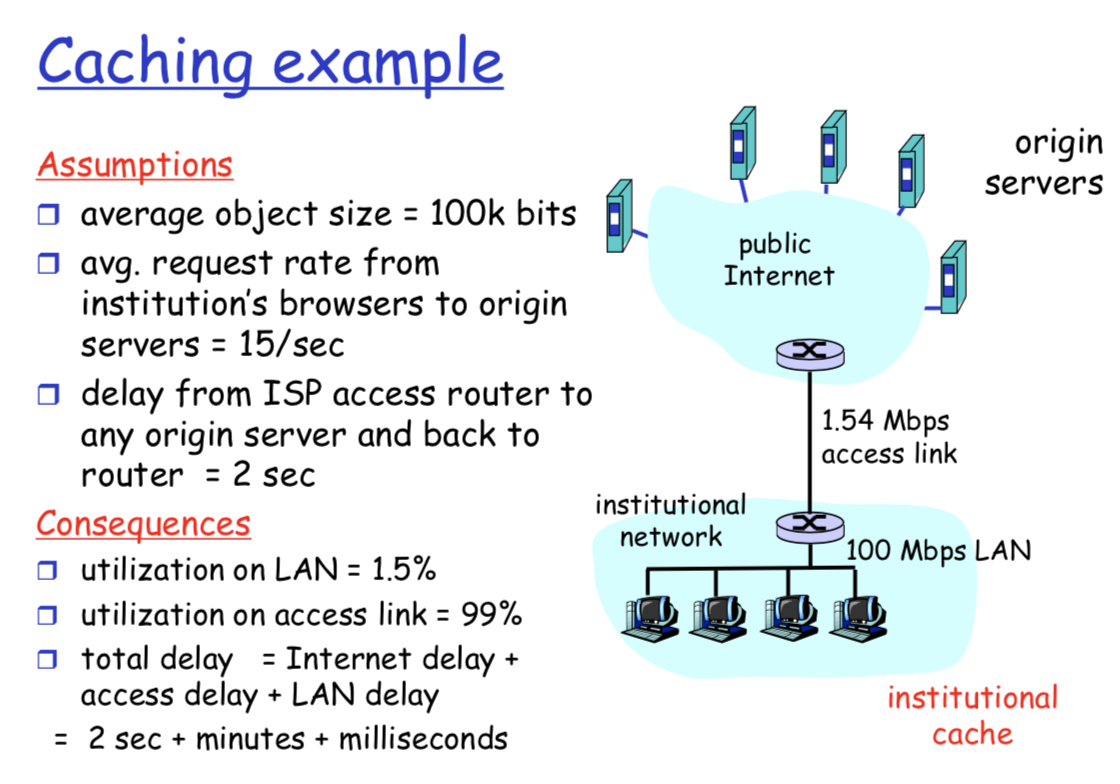 Caching example
Assumptions
❒ average object size = 100k bits
❒ avg. request rate from
institution's browsers to origin
servers = 15/sec
❒ delay from ISP access router to
any origin server and back to
router = 2 sec
Consequences
❒ utilization on LAN = 1.5%
❒ utilization on access link = 99%
❒ total delay = Internet delay +
access delay + LAN delay
= 2 sec + minutes + milliseconds
origin
servers
public
Internet
1.54 Mbps
access link
institutional
network
100 Mbps LAN
institutional
cache